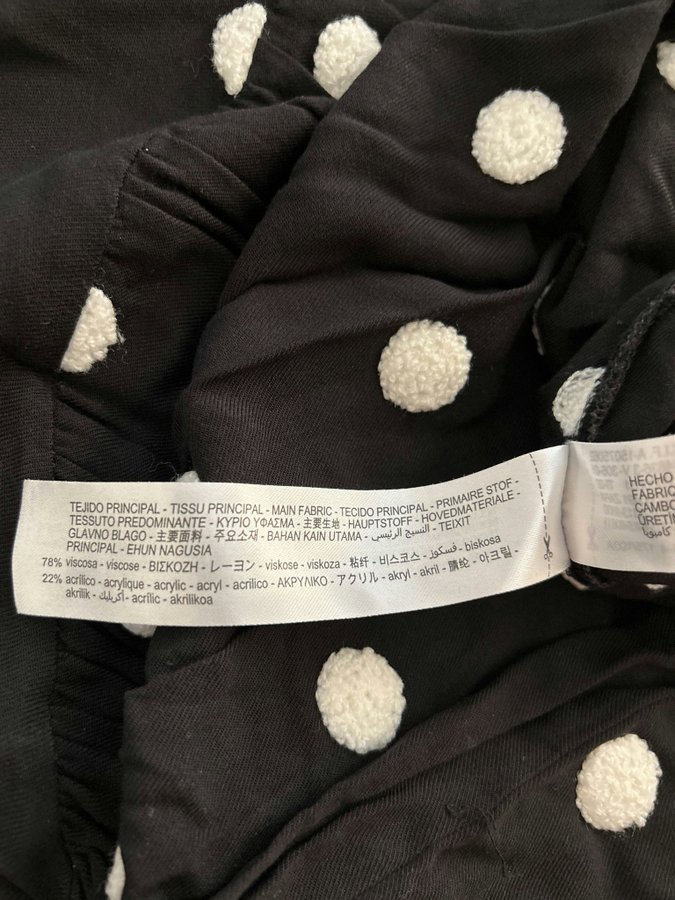 TEJIDO PRINCIPAL - TISSU PRINCIPAL - MAIN FABRIC - TECIDO PRINCIPAL - PRIMAIRE STOF -
TESSUTO PREDOMINANTE - ΚΥΡΙΟ ΥΦΑΣΜΑ - 主要生地 - HAUPTSTOFF - HOVEDMATERIALE -
GLAVNO BLAGO - 主要面料 - 주요소재 - BAHAN KAIN UTAMA - النسيج الرئيسي - TEIXIT
PRINCIPAL - EHUN NAGUSIA
78% viscosa - viscose - ΒΙΣΚΟΖΗ - レーヨン - viskose - viskoza - 粘纤 - 비스코스 - فسكوز - biskosa
22% acrílico - acrylique - acrylic - acryl - acrilico - ΑΚΡΥΛΙΚΟ - アクリル - akryl - akril - 腈纶 - 아크릴 -
akrilik - أكريليك - acrílic - akrilikoa
HECHO
FABRIQ
CAMBO
ÜRETİM
كامبوديا